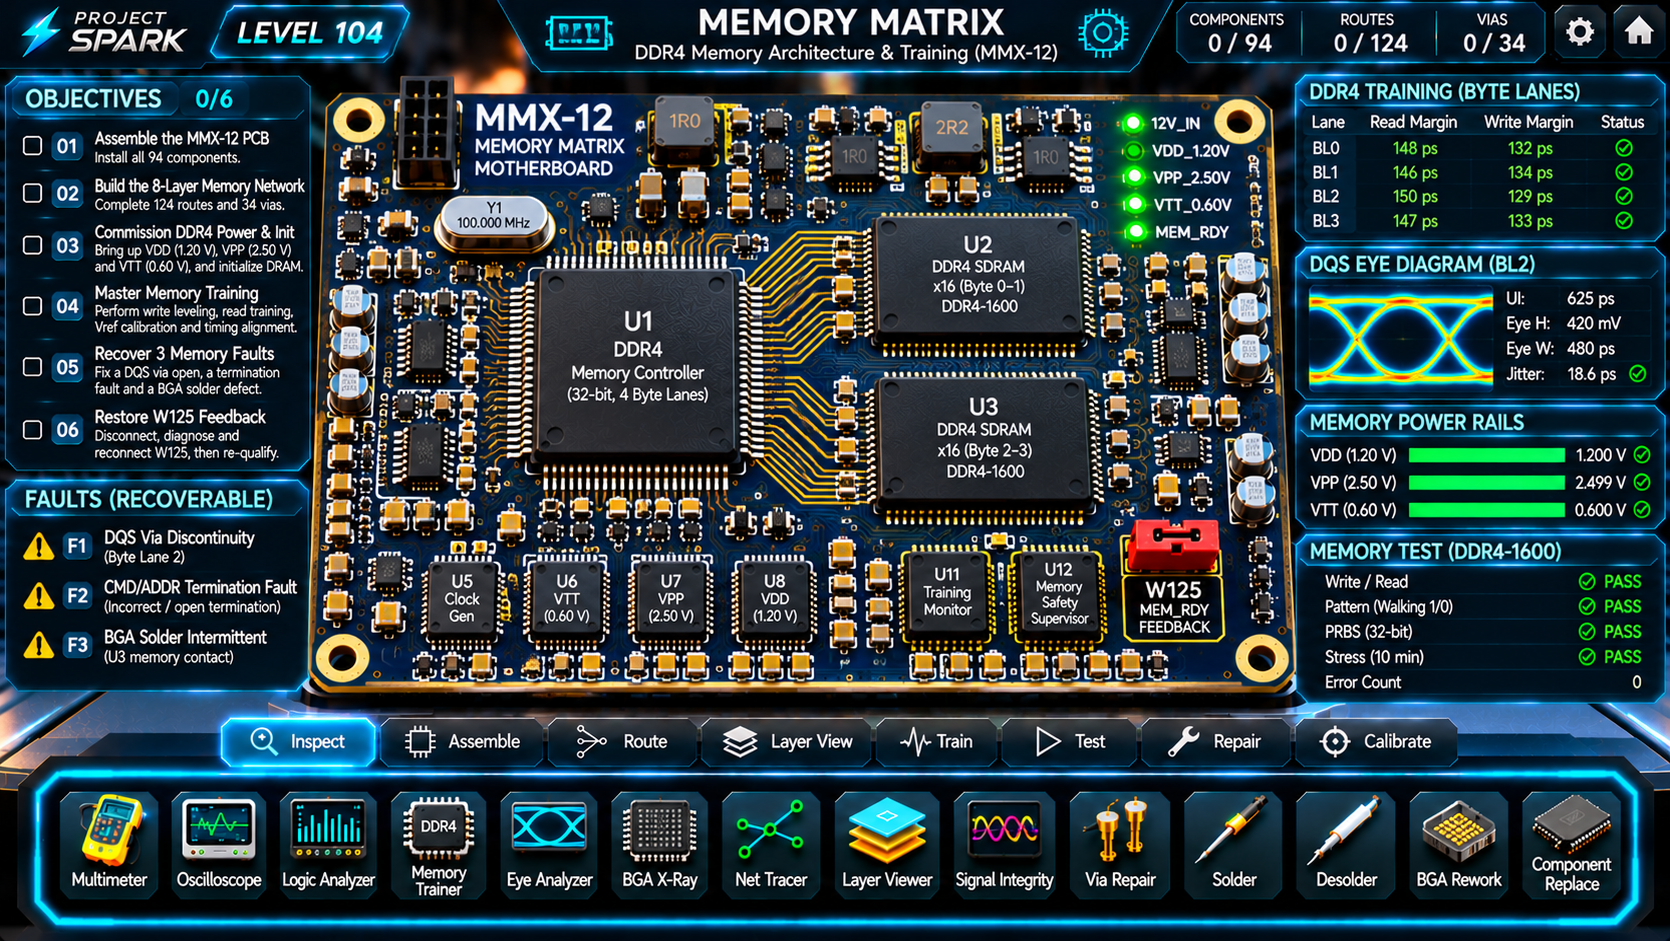 PROJECT
SPARK
LEVEL 104
MEMORY MATRIX
DDR4 Memory Architecture & Training (MMX-12)
COMPONENTS
0 / 94
ROUTES
0 / 124
VIAS
0 / 34
OBJECTIVES 0/6
01 Assemble the MMX-12 PCB
Install all 94 components.
02 Build the 8-Layer Memory Network
Complete 124 routes and 34 vias.
03 Commission DDR4 Power & Init
Bring up VDD (1.20 V), VPP (2.50 V)
and VTT (0.60 V), and initialize DRAM.
04 Master Memory Training
Perform write leveling, read training,
Vref calibration and timing alignment.
05 Recover 3 Memory Faults
Fix a DQS via open, a termination
fault and a BGA solder defect.
06 Restore W125 Feedback
Disconnect, diagnose and
reconnect W125, then re-qualify.
FAULTS (RECOVERABLE)
F1 DQS Via Discontinuity
(Byte Lane 2)
F2 CMD/ADDR Termination Fault
(Incorrect / open termination)
F3 BGA Solder Intermittent
(U3 memory contact)
MMX-12
MEMORY MATRIX
MOTHERBOARD
1R0
1R0
2R2
1R0
Y1
100.000 MHz
12V_IN
VDD_1.20V
VPP_2.50V
VTT_0.60V
MEM_RDY
U1
DDR4
Memory Controller
(32-bit, 4 Byte Lanes)
U2
DDR4 SDRAM
x16 (Byte 0–1)
DDR4-1600
U3
DDR4 SDRAM
x16 (Byte 2–3)
DDR4-1600
U5
Clock
Gen
U6
VTT
(0.60 V)
U7
VPP
(2.50 V)
U8
VDD
(1.20 V)
U11
Training
Monitor
U12
Memory
Safety
Supervisor
W125
MEM_RDY
FEEDBACK
DDR4 TRAINING (BYTE LANES)
Lane Read Margin Write Margin Status
BL0 148 ps 132 ps
BL1 146 ps 134 ps
BL2 150 ps 129 ps
BL3 147 ps 133 ps
DQS EYE DIAGRAM (BL2)
UI: 625 ps
Eye H: 420 mV
Eye W: 480 ps
Jitter: 18.6 ps
MEMORY POWER RAILS
VDD (1.20 V) 1.200 V
VPP (2.50 V) 2.499 V
VTT (0.60 V) 0.600 V
MEMORY TEST (DDR4-1600)
Write / Read PASS
Pattern (Walking 1/0) PASS
PRBS (32-bit) PASS
Stress (10 min) PASS
Error Count 0
Inspect
Assemble
Route
Layer View
Train
Test
Repair
Calibrate
Multimeter
Oscilloscope
Logic Analyzer
DDR4
Memory
Trainer
Eye Analyzer
BGA X-Ray
Net Tracer
Layer Viewer
Signal Integrity
Via Repair
Solder
Desolder
BGA Rework
Component
Replace